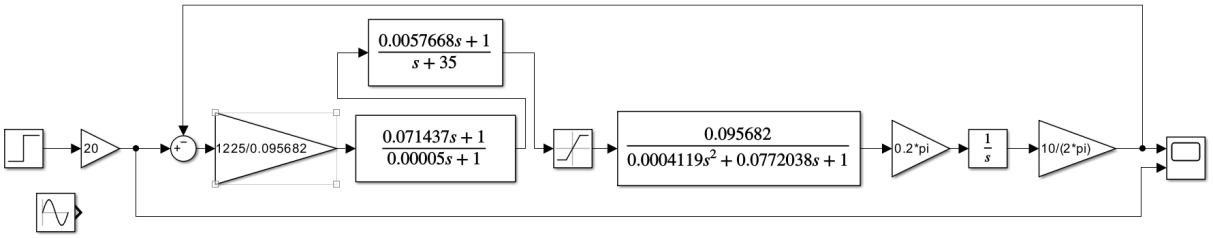 0.0057668s + 1
s + 35
20
+
−
1225/0.095682
0.071437s + 1
0.00005s + 1
0.095682
0.0004119s² + 0.0772038s + 1
0.2*pi
1
s
10/(2*pi)